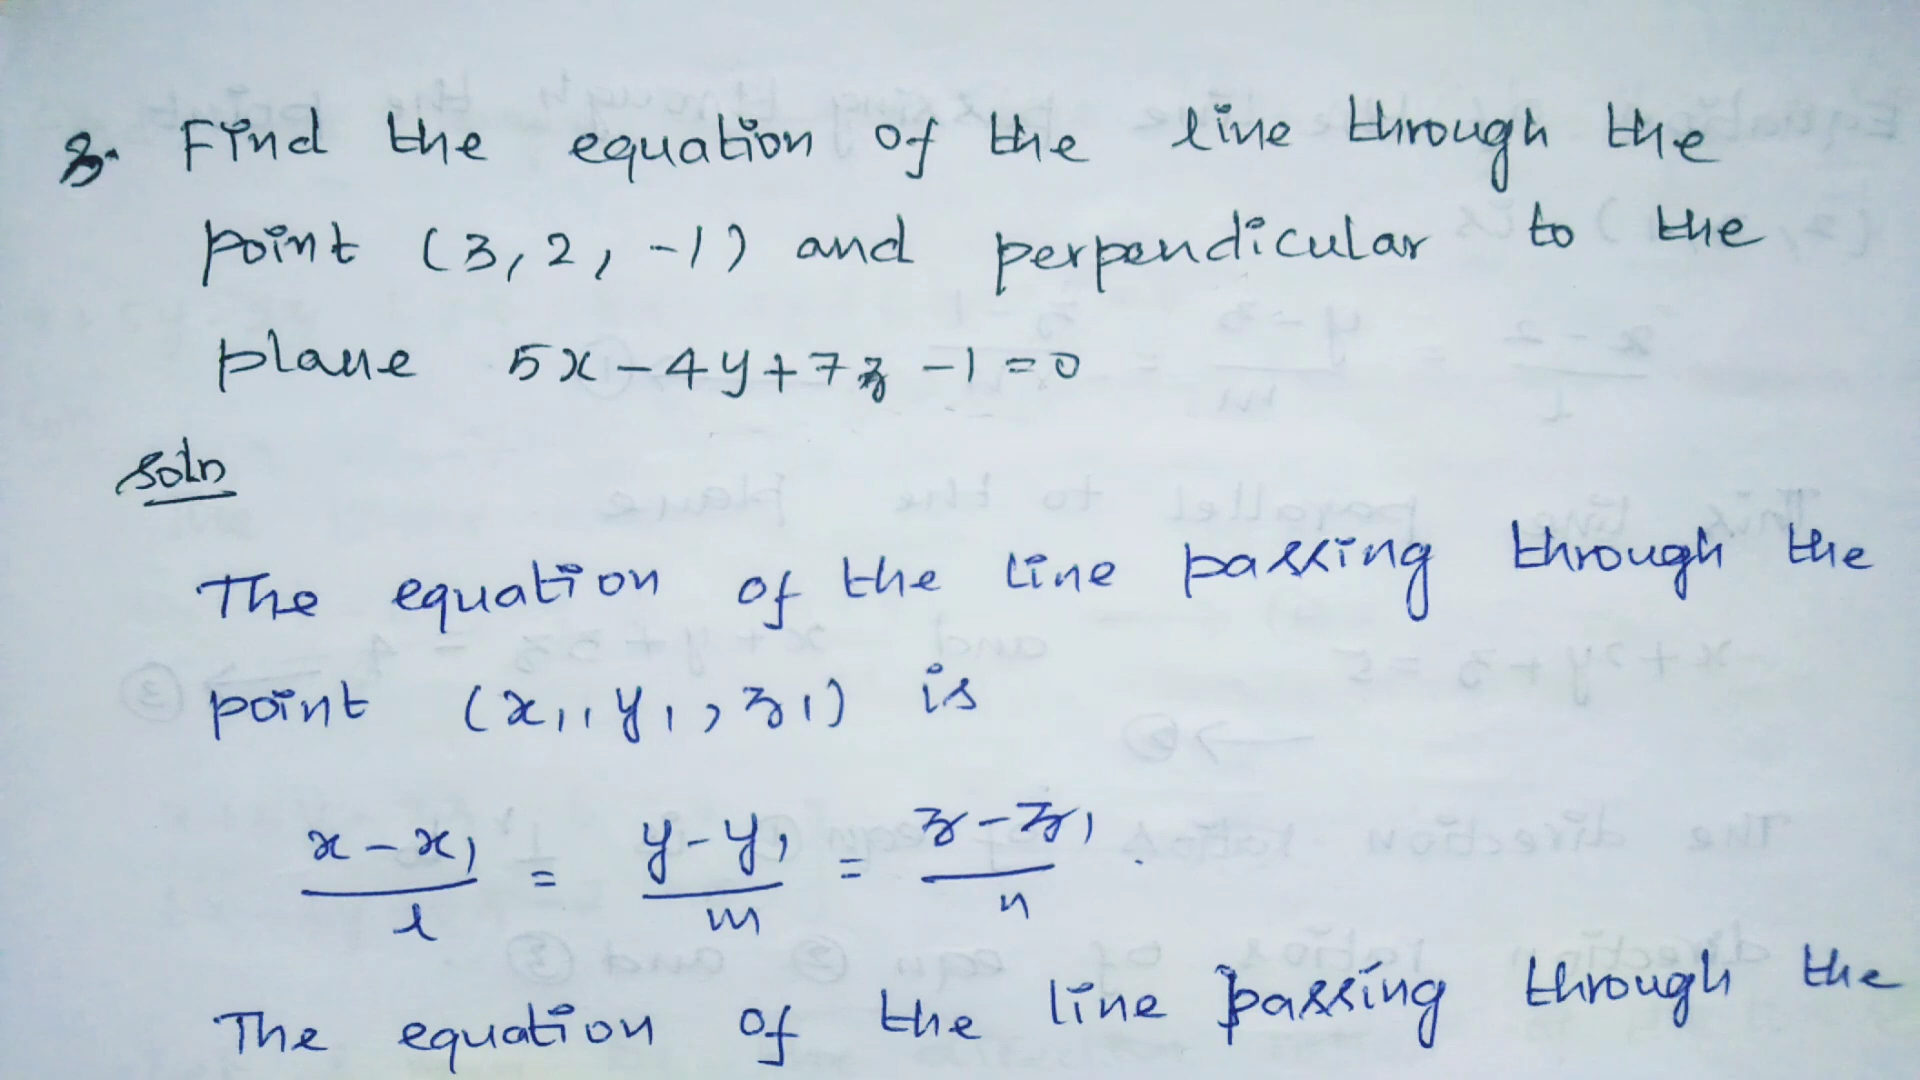 3. Find the equation of the line through the
point (3, 2, -1) and perpendicular to the
plane 5x - 4y + 7z - 1 = 0
Soln
The equation of the line passing through the
point (x1, y1, z1) is
x - x1 / l = y - y1 / m = z - z1 / n .
The equation of the line passing through the